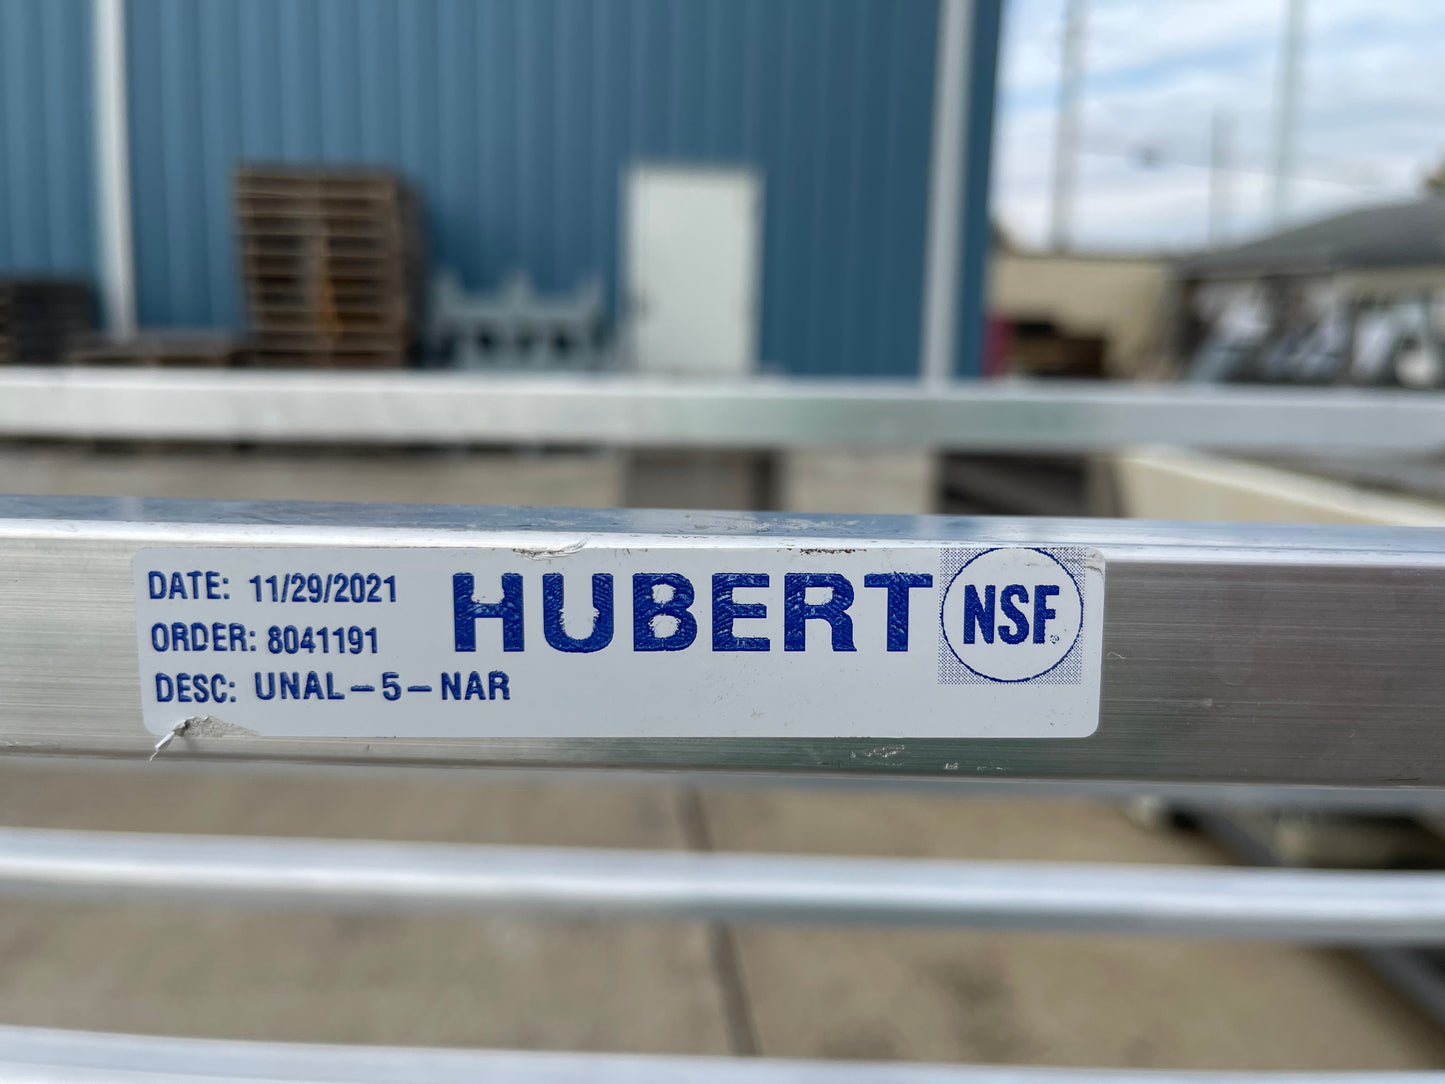 DATE: 11/29/2021
ORDER: 8041191
DESC: UNAL-5-NAR
HUBERT
NSF.